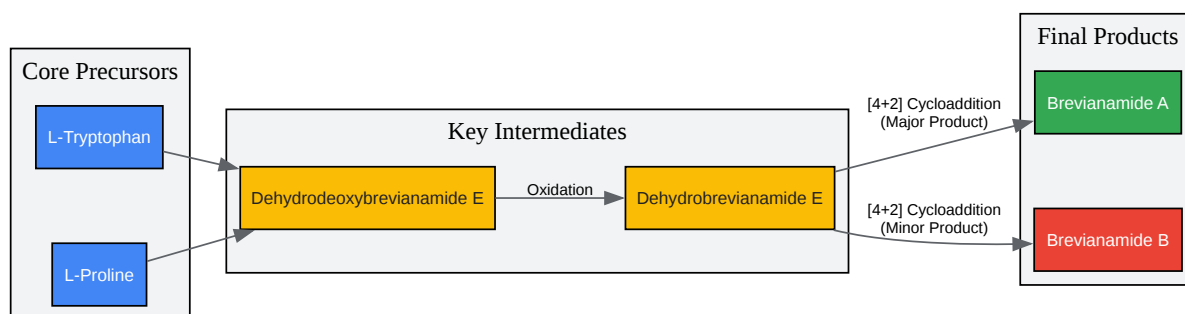 Core Precursors
L-Tryptophan
L-Proline
Key Intermediates
Dehydrodeoxybrevianamide E
Oxidation
Dehydrobrevianamide E
[4+2] Cycloaddition
(Major Product)
[4+2] Cycloaddition
(Minor Product)
Final Products
Brevianamide A
Brevianamide B